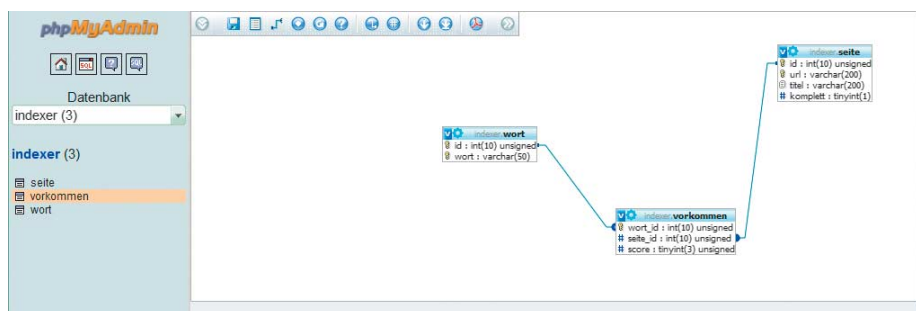 phpMyAdmin
Datenbank
indexer (3)
indexer (3)
seite
vorkommen
wort
indexer.seite
id : int(10) unsigned
url : varchar(200)
titel : varchar(200)
# komplett : tinyint(1)
indexer.wort
id : int(10) unsigned
wort : varchar(50)
indexer.vorkommen
wort_id : int(10) unsigned
# seite_id : int(10) unsigned
# score : tinyint(3) unsigned